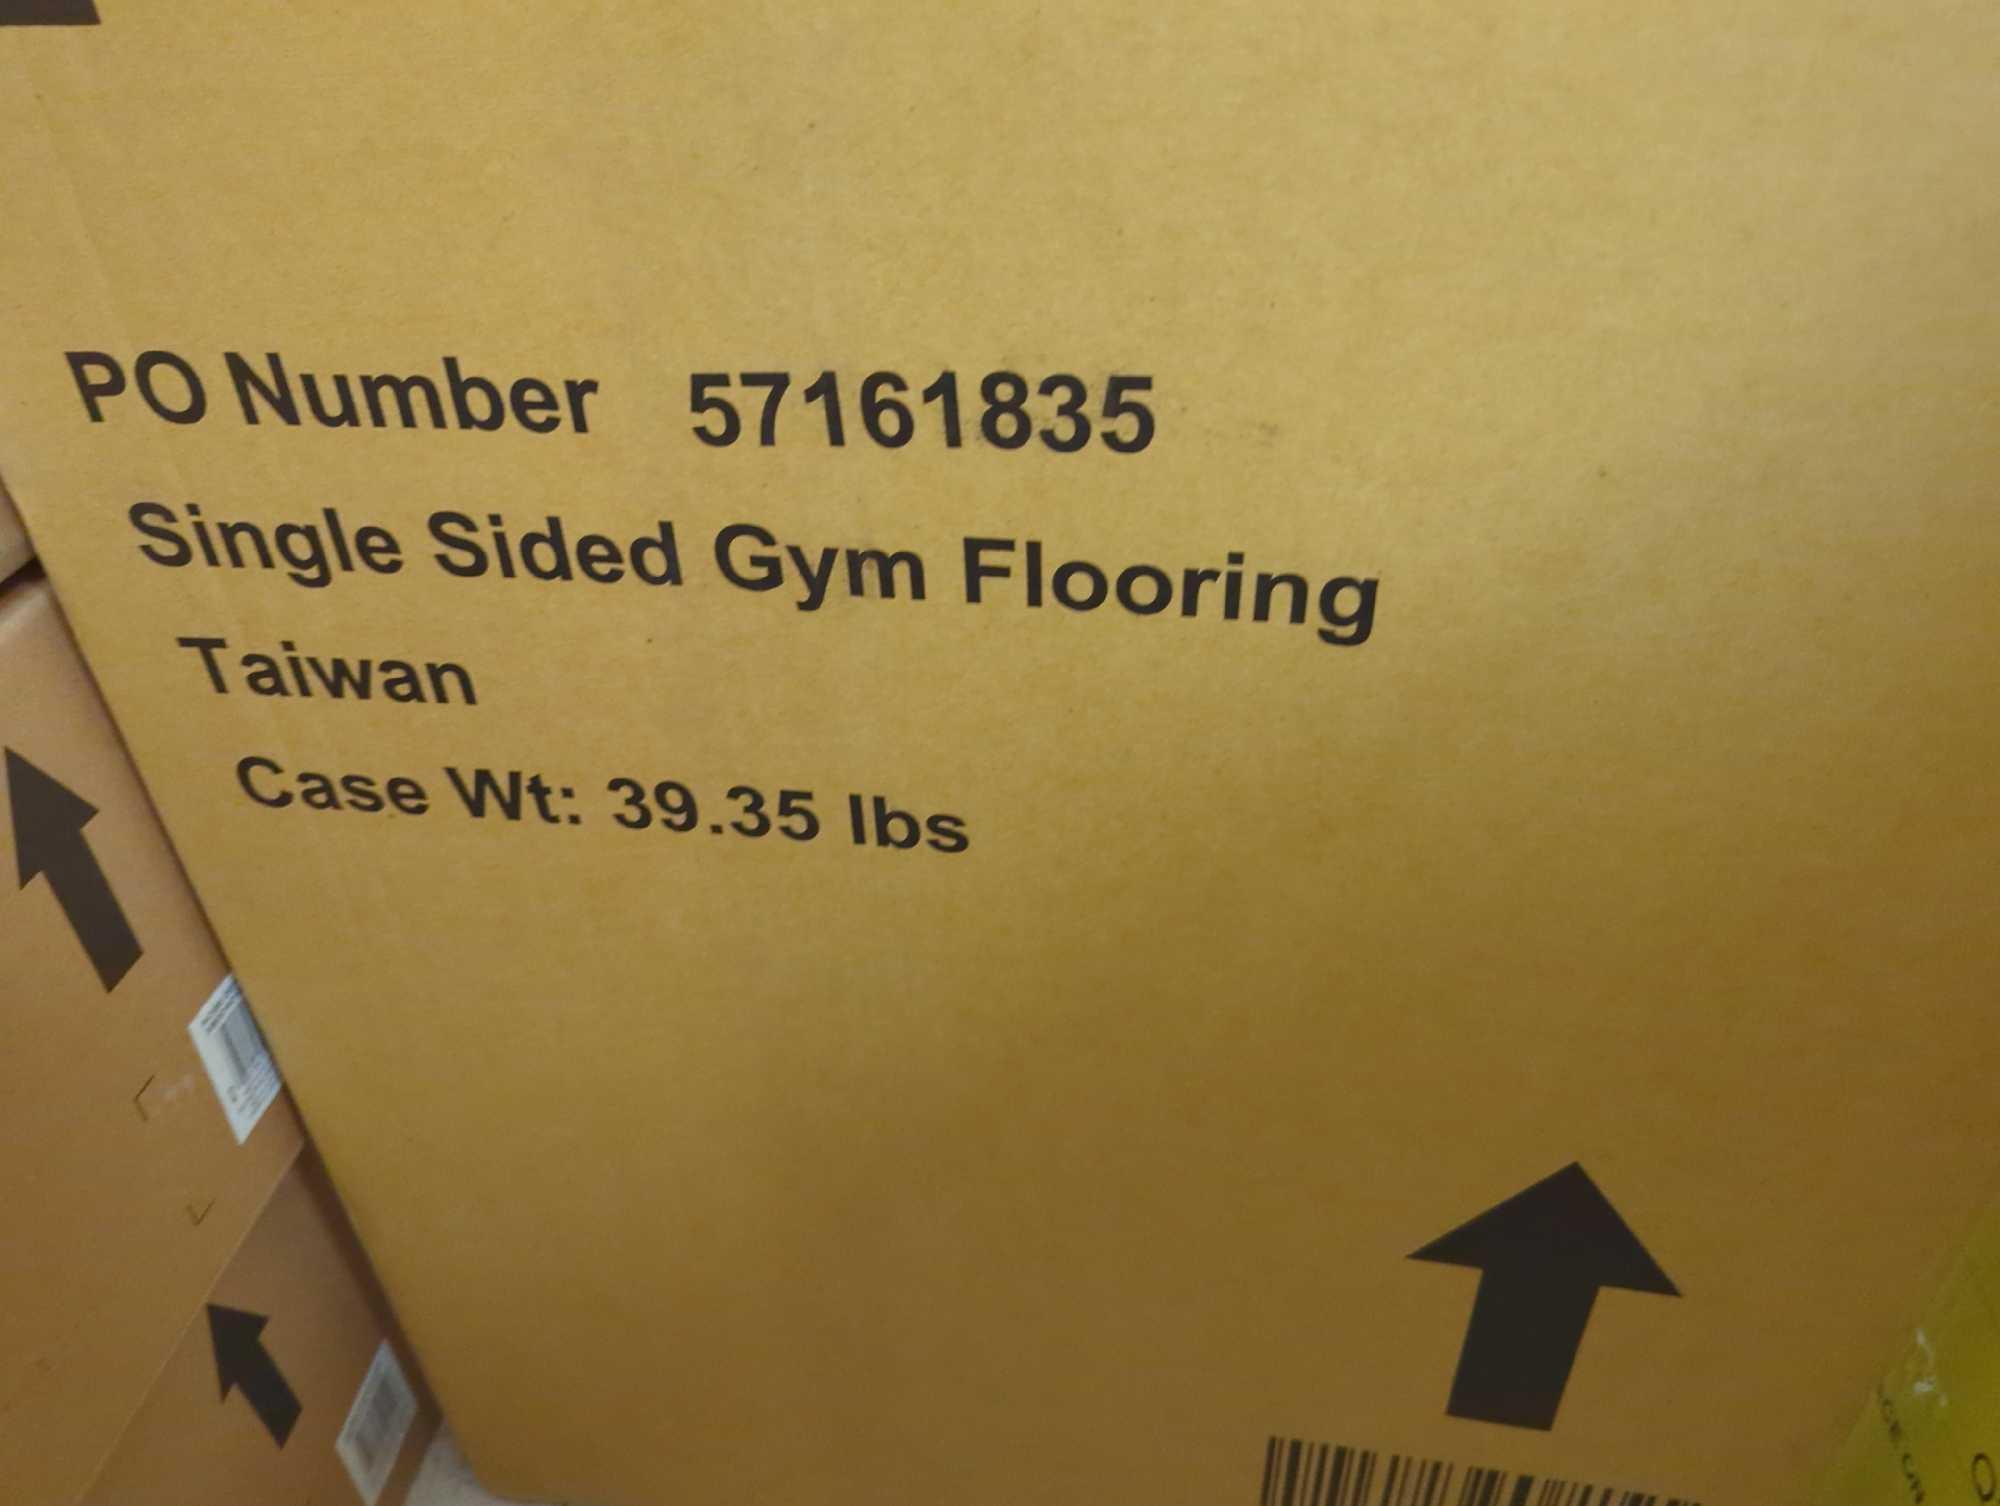 PO Number 57161835
Single Sided Gym Flooring
Taiwan
Case Wt: 39.35 lbs